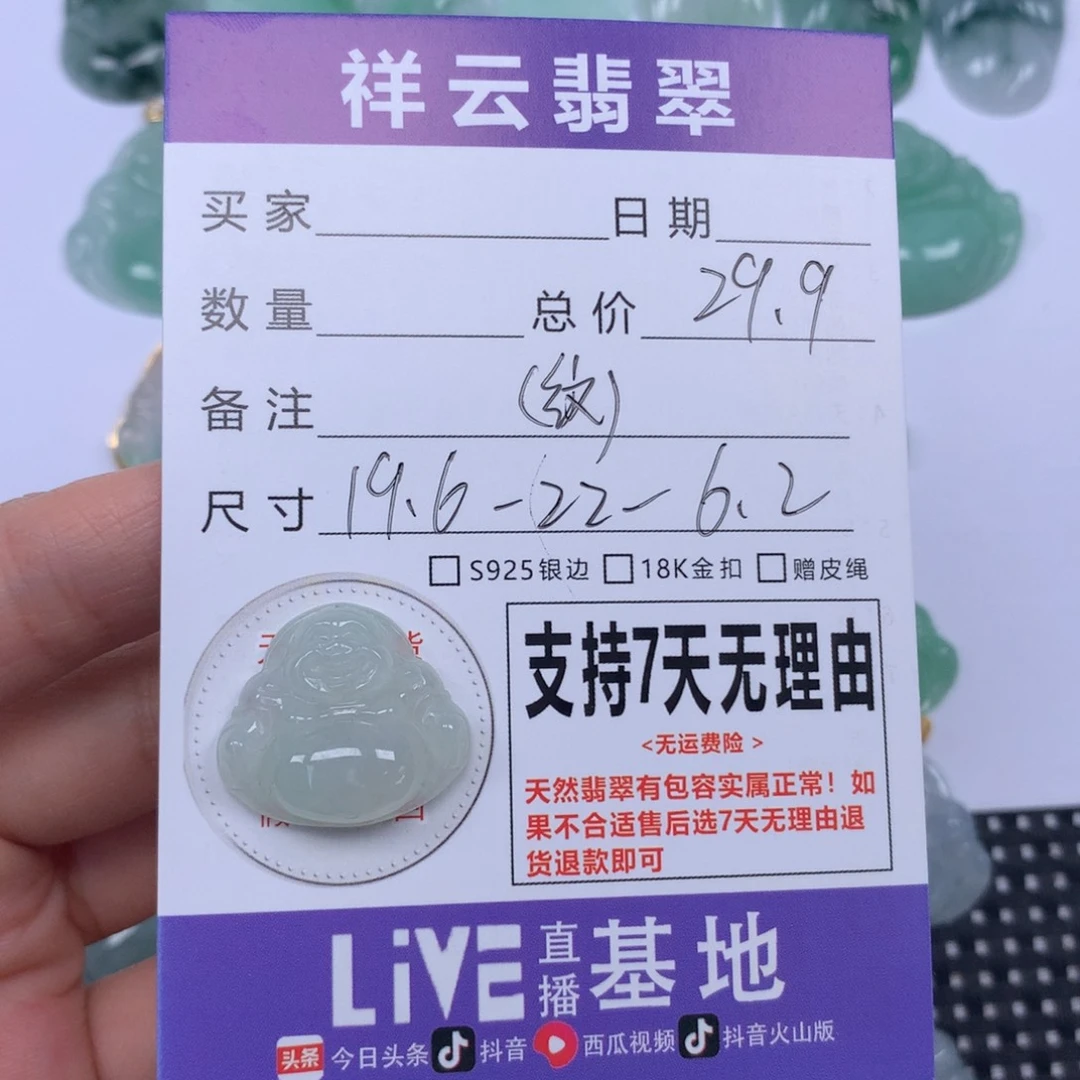 祥云翡翠
买家 日期
数量 总价 29.9
备注 (纹)
尺寸 19.6-22-6.2
S925银边 18K金扣 赠皮绳
支持7天无理由
<无运费险>
天然翡翠有包容实属正常！如
果不合适售后选7天无理由退
货退款即可
LiVE直播基地
头条 今日头条 抖音 西瓜视频 抖音火山版